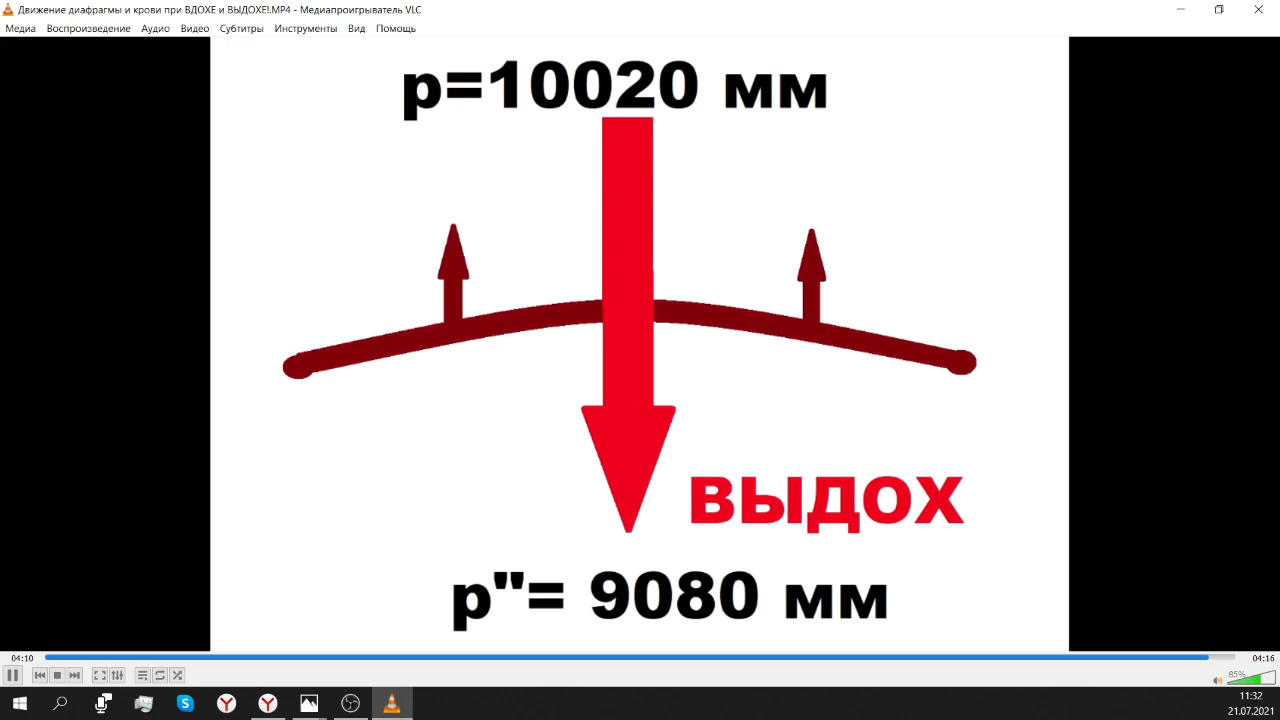 Движение диафрагмы и крови при ВДОХЕ и ВЫДОХЕ!.MP4 - Медиапроигрыватель VLC
Медиа Воспроизведение Аудио Видео Субтитры Инструменты Вид Помощь
p=10020 мм
ВЫДОХ
p"= 9080 мм
04:10 04:16
85%
11:32
21.07.2021